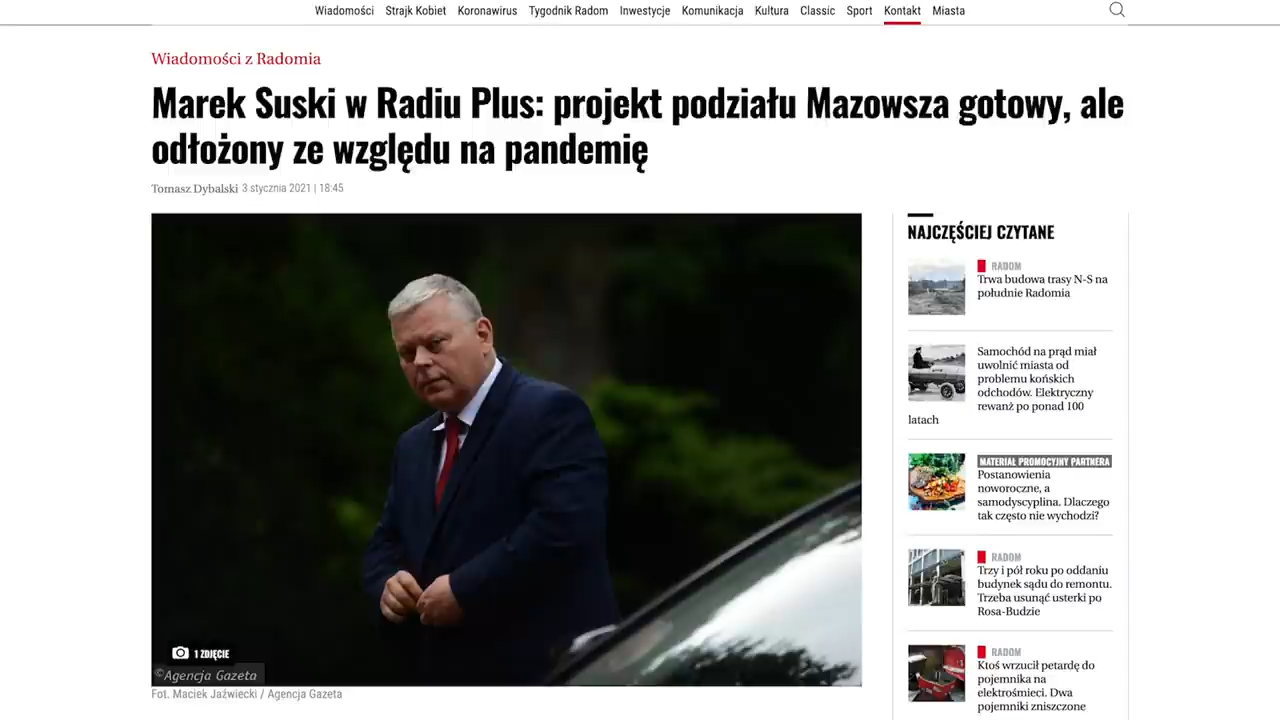 Wiadomości Strajk Kobiet Koronawirus Tygodnik Radom Inwestycje Komunikacja Kultura Classic Sport Kontakt Miasta
Wiadomości z Radomia
Marek Suski w Radiu Plus: projekt podziału Mazowsza gotowy, ale
odłożony ze względu na pandemię
Tomasz Dybalski 3 stycznia 2021 | 18:45
1 ZDJĘCIE
©Agencja Gazeta
Fot. Maciek Jaźwiecki / Agencja Gazeta
NAJCZĘŚCIEJ CZYTANE
RADOM
Trwa budowa trasy N-S na
południe Radomia
Samochód na prąd miał
uwolnić miasta od
problemu końskich
odchodów. Elektryczny
rewanż po ponad 100
latach
MATERIAŁ PROMOCYJNY PARTNERA
Postanowienia
noworoczne, a
samodyscyplina. Dlaczego
tak często nie wychodzi?
RADOM
Trzy i pół roku po oddaniu
budynek sądu do remontu.
Trzeba usunąć usterki po
Rosa-Budzie
RADOM
Ktoś wrzucił petardę do
pojemnika na
elektrośmieci. Dwa
pojemniki zniszczone